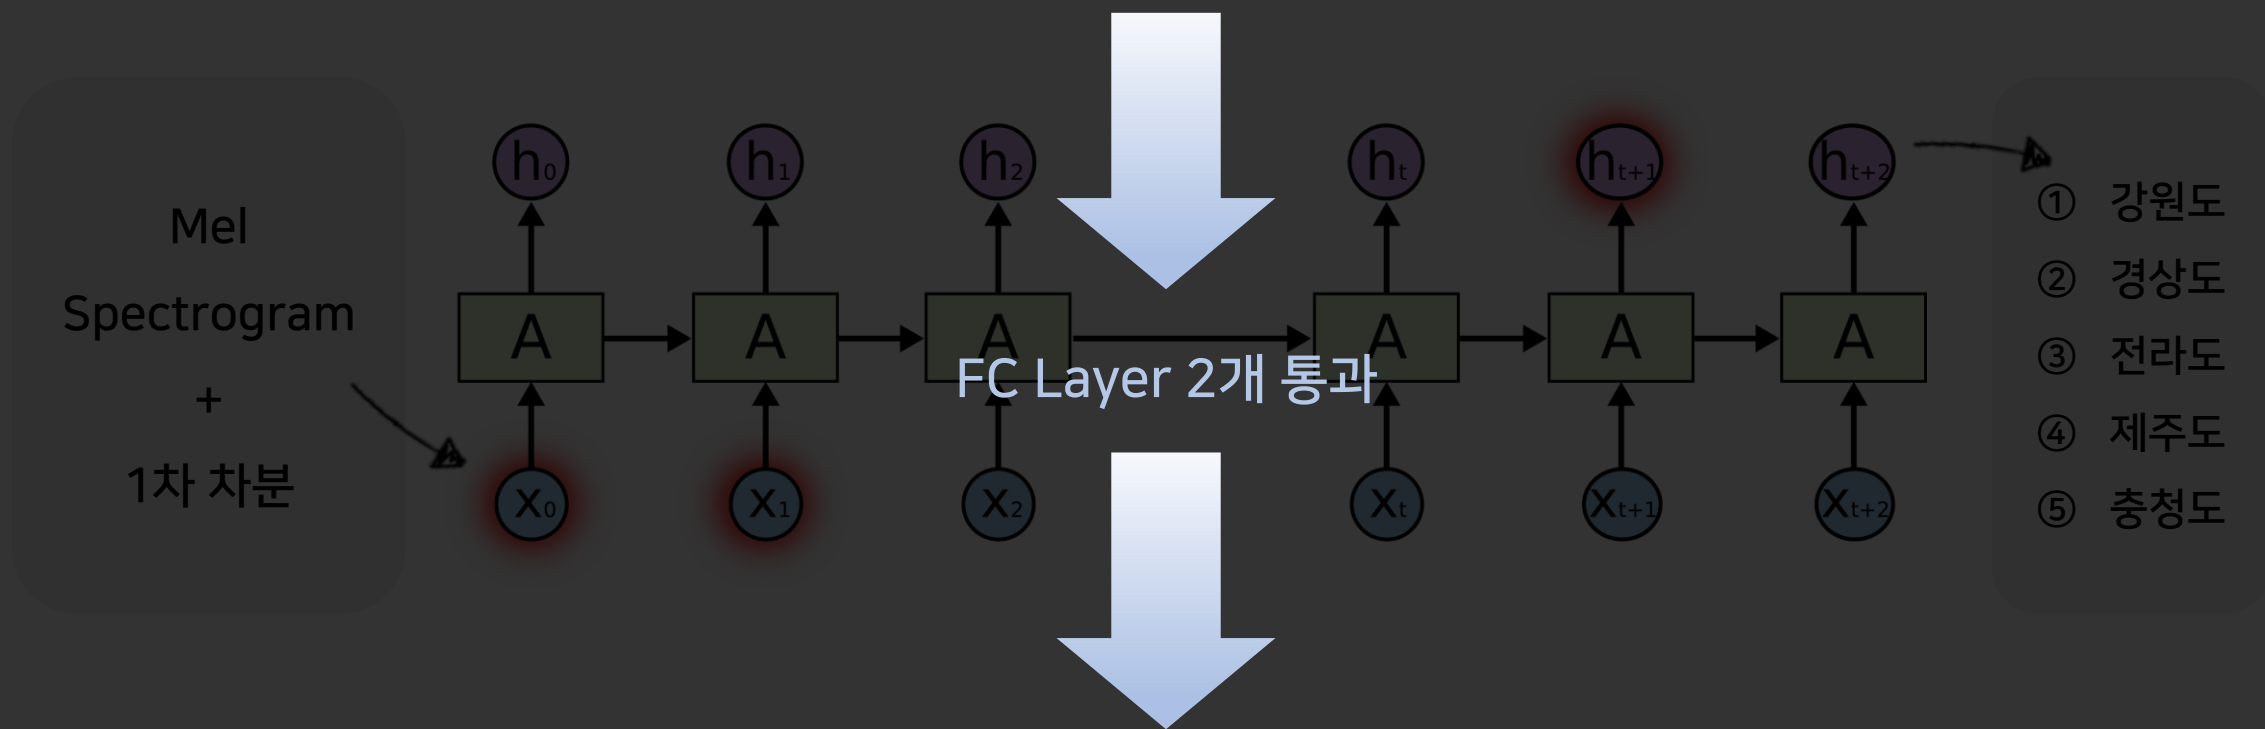 Mel
Spectrogram
+
1차 차분
h0 h1 h2 ht ht+1 ht+2
A A A A A A
FC Layer 2개 통과
x0 x1 x2 xt xt+1 xt+2
① 강원도
② 경상도
③ 전라도
④ 제주도
⑤ 충청도